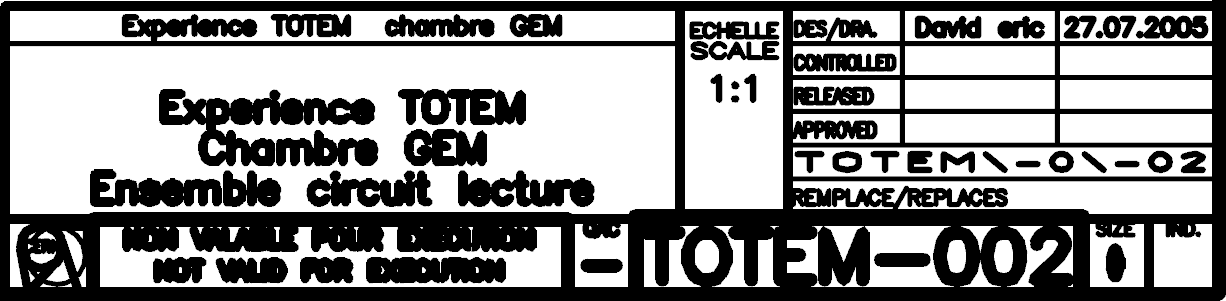 Experience TOTEM chambre GEM
Experience TOTEM
Chambre GEM
Ensemble circuit lecture
ECHELLE
SCALE
1:1
DES/DRA. David eric 27.07.2005
CONTROLLED
RELEASED
APPROVED
TOTEM\-0\-02
REMPLACE/REPLACES
NON VALABLE POUR EXECUTION
NOT VALID FOR EXECUTION
QAC
-
TOTEM-002
SIZE
0
IND.